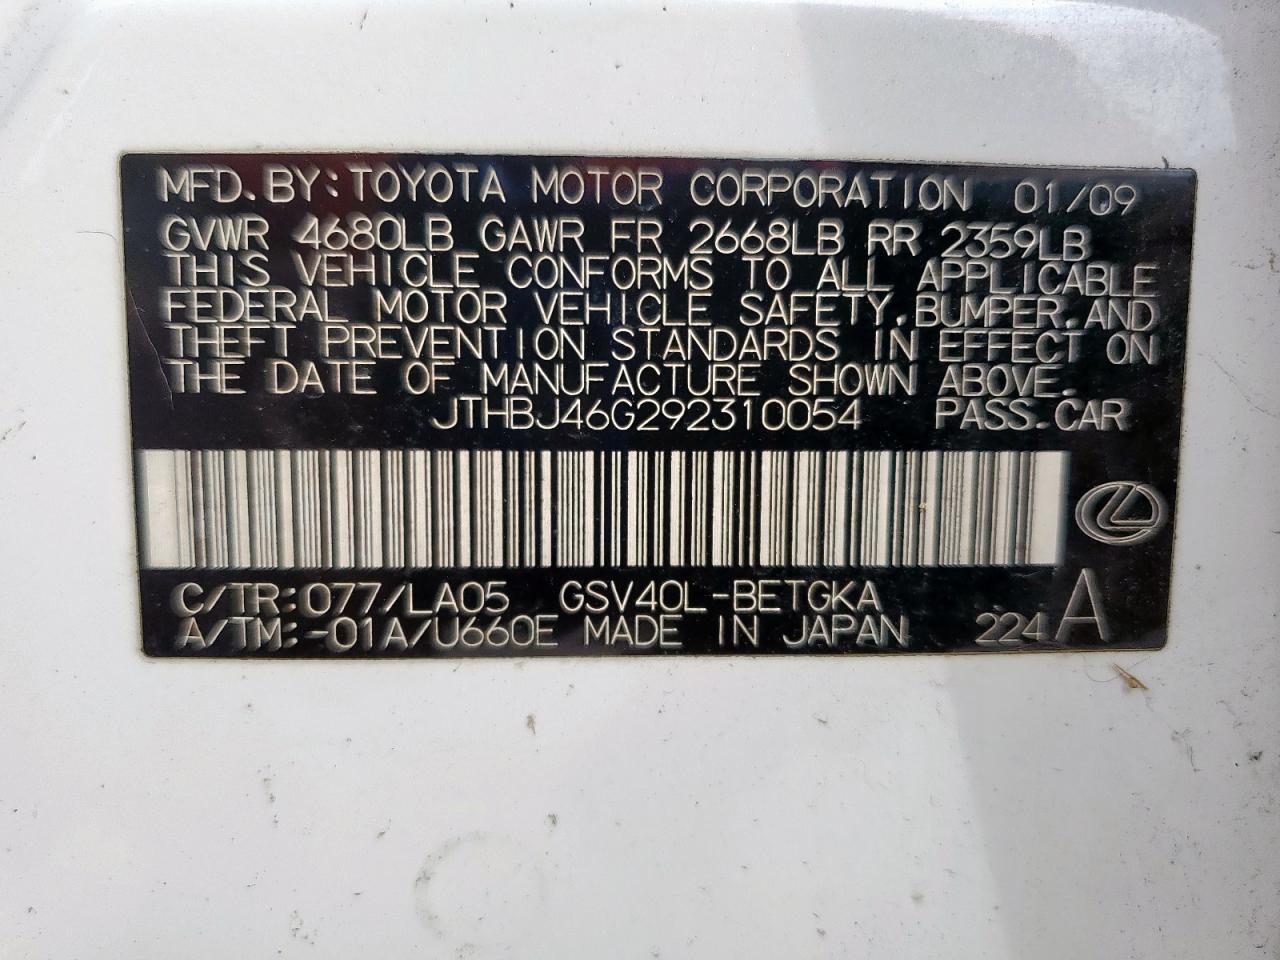 MFD. BY: TOYOTA MOTOR CORPORATION 01/09
GVWR 4680LB GAWR FR 2668LB RR 2359LB
THIS VEHICLE CONFORMS TO ALL APPLICABLE
FEDERAL MOTOR VEHICLE SAFETY, BUMPER, AND
THEFT PREVENTION STANDARDS IN EFFECT ON
THE DATE OF MANUFACTURE SHOWN ABOVE.
JTHBJ46G292310054 PASS. CAR
C/TR: 077/LA05 GSV40L-BETGKA
A/TM: -01A/U660E MADE IN JAPAN 224 A